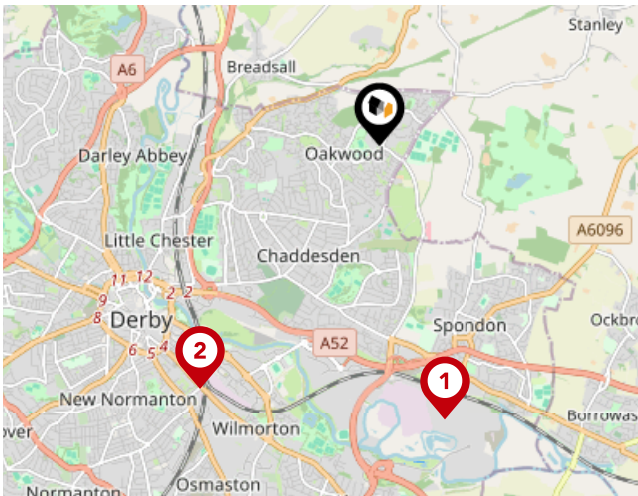 Stanley
A6
Breadsall
Darley Abbey
Oakwood
A6096
Little Chester
Chaddesden
11 12
2 2
9
8
Derby
Spondon
Ockbr
A52
6 5 4
2
1
New Normanton
Wilmorton
Borrowas
over
Normanton
Osmaston